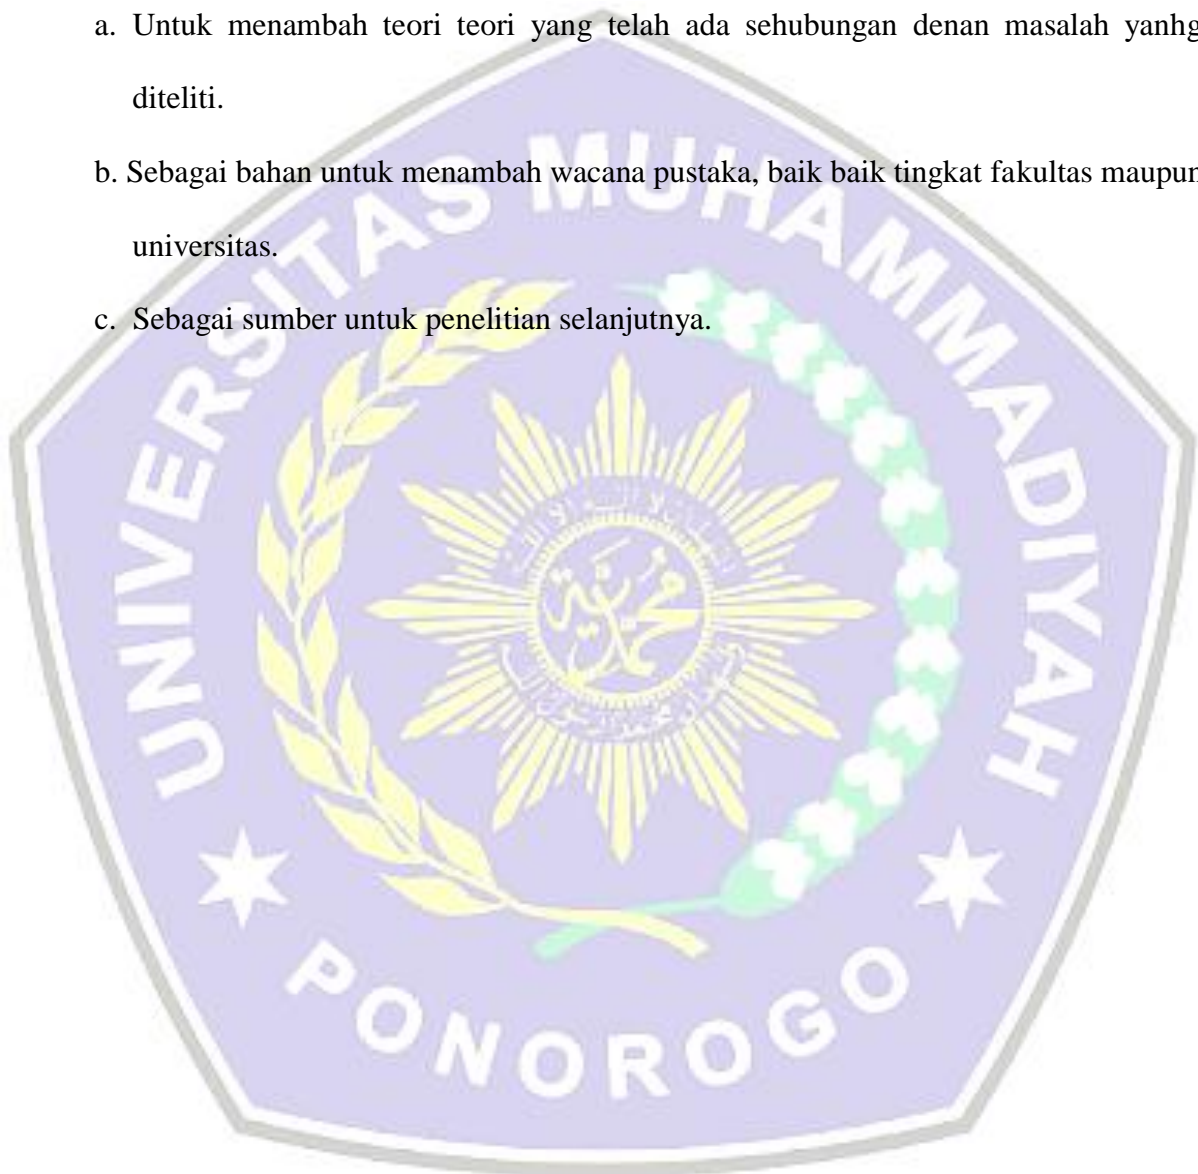 a. Untuk menambah teori teori yang telah ada sehubungan denan masalah yanhg
diteliti.
b. Sebagai bahan untuk menambah wacana pustaka, baik baik tingkat fakultas maupun
universitas.
c. Sebagai sumber untuk penelitian selanjutnya.
UNIVERSITAS MUHAMMADIYAH
PONOROGO